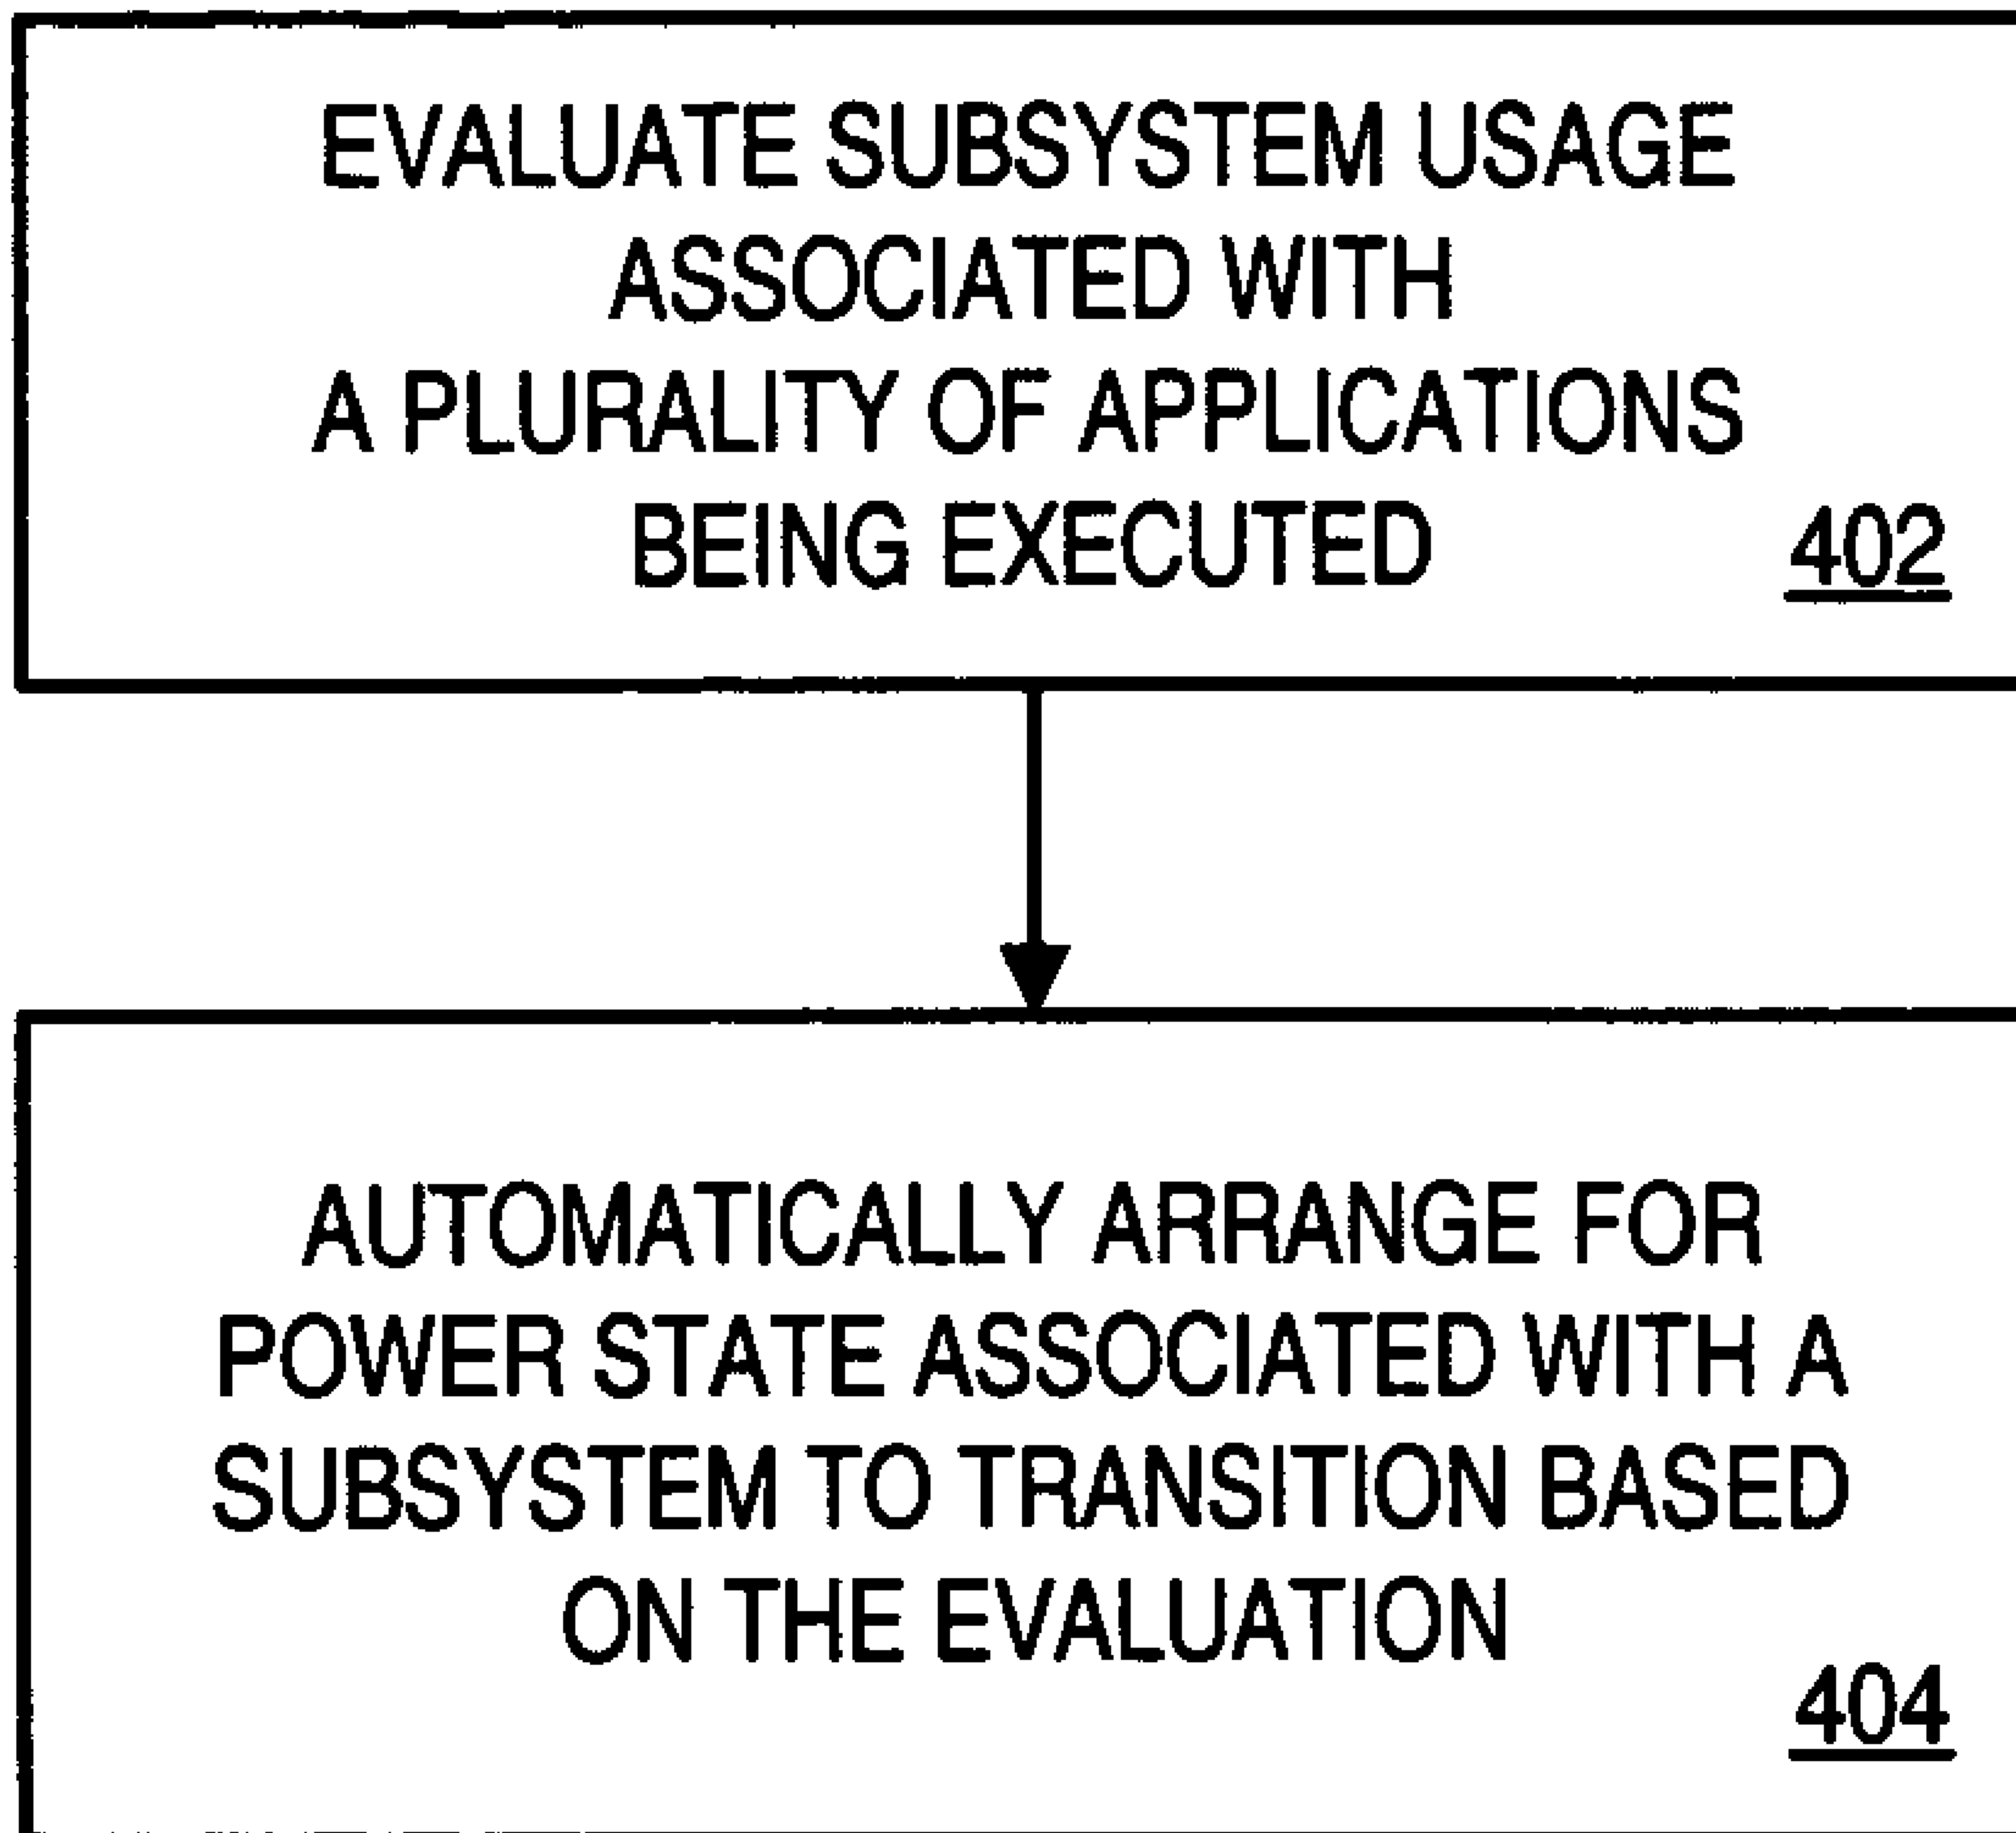 EVALUATE SUBSYSTEM USAGE
ASSOCIATED WITH
A PLURALITY OF APPLICATIONS
BEING EXECUTED
402
AUTOMATICALLY ARRANGE FOR
POWER STATE ASSOCIATED WITH A
SUBSYSTEM TO TRANSITION BASED
ON THE EVALUATION
404